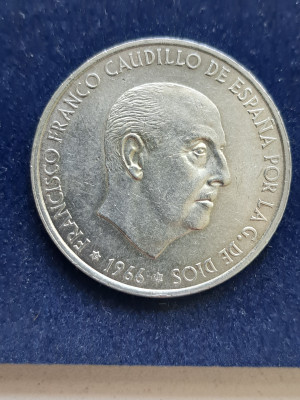 FRANCISCO FRANCO CAUDILLO DE ESPAÑA POR LA G. DE DIOS
* 1966 *